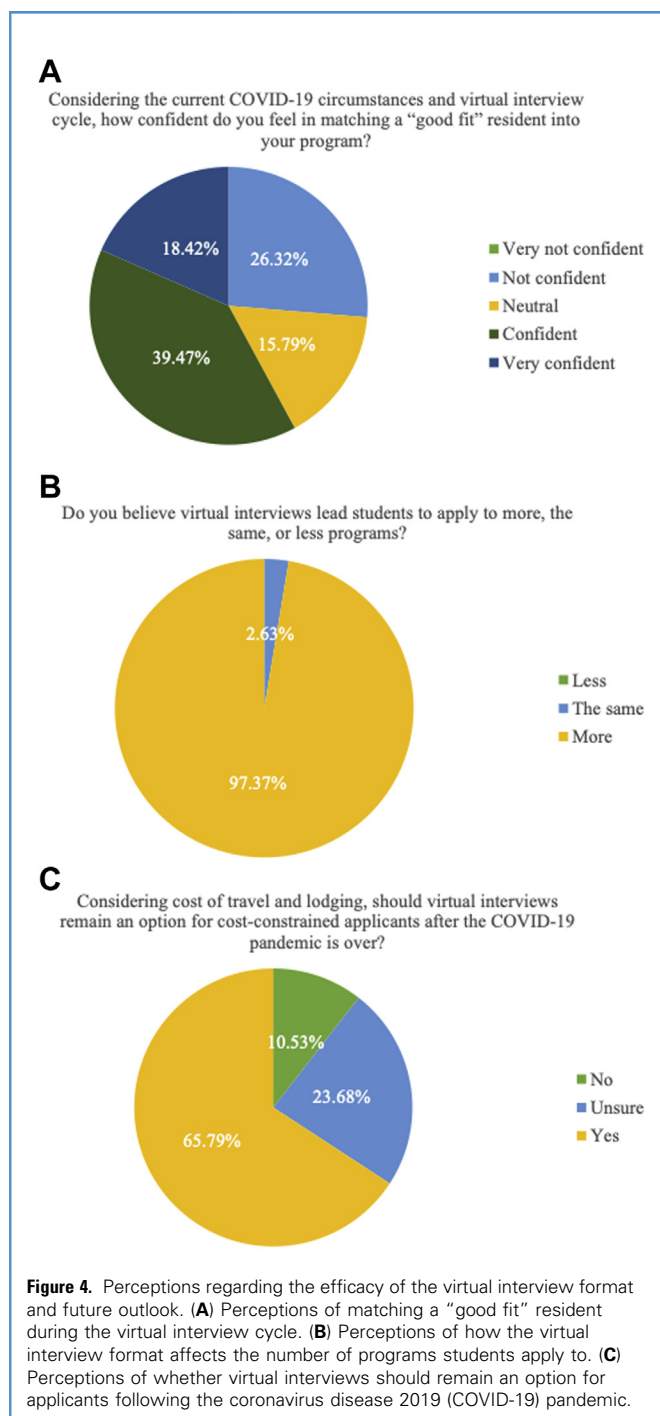 A
Considering the current COVID-19 circumstances and virtual interview
cycle, how confident do you feel in matching a “good fit” resident into
your program?
18.42%
26.32%
15.79%
39.47%
Very not confident
Not confident
Neutral
Confident
Very confident
B
Do you believe virtual interviews lead students to apply to more, the
same, or less programs?
2.63%
97.37%
Less
The same
More
C
Considering cost of travel and lodging, should virtual interviews
remain an option for cost-constrained applicants after the COVID-19
pandemic is over?
10.53%
23.68%
65.79%
No
Unsure
Yes
Figure 4. Perceptions regarding the efficacy of the virtual interview format
and future outlook. (A) Perceptions of matching a “good fit” resident
during the virtual interview cycle. (B) Perceptions of how the virtual
interview format affects the number of programs students apply to. (C)
Perceptions of whether virtual interviews should remain an option for
applicants following the coronavirus disease 2019 (COVID-19) pandemic.